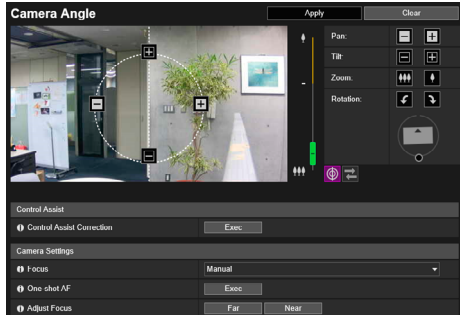 Camera Angle
Apply
Clear
Pan:
Tilt:
Zoom:
Rotation:
Control Assist
Control Assist Correction
Exec
Camera Settings
Focus
Manual
One-shot AF
Exec
Adjust Focus
Far
Near